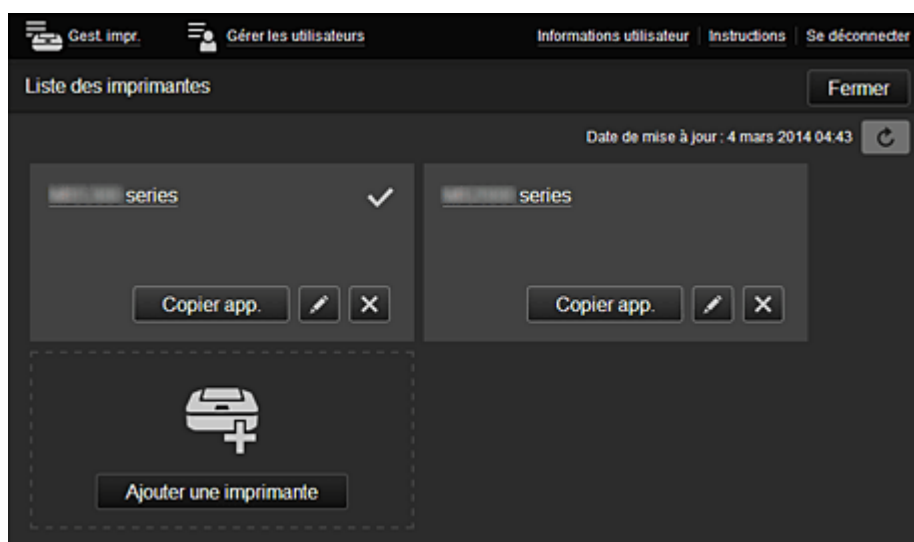 Gest. impr. Gérer les utilisateurs Informations utilisateur Instructions Se déconnecter
Liste des imprimantes Fermer
Date de mise à jour : 4 mars 2014 04:43
series series
Copier app. Copier app.
Ajouter une imprimante